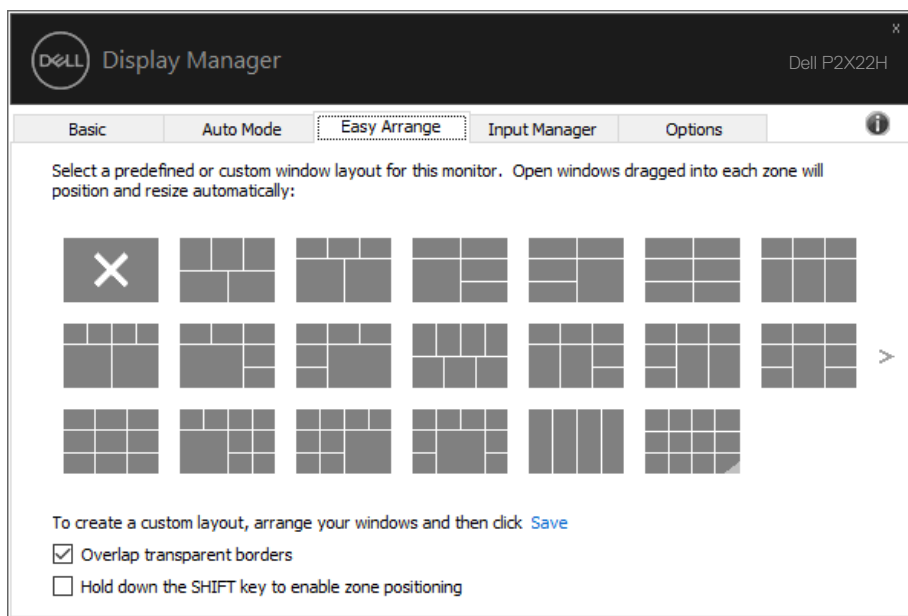 x
DELL Display Manager
Dell P2X22H
Basic Auto Mode Easy Arrange Input Manager Options i
Select a predefined or custom window layout for this monitor. Open windows dragged into each zone will
position and resize automatically:
>
To create a custom layout, arrange your windows and then click Save
Overlap transparent borders
Hold down the SHIFT key to enable zone positioning